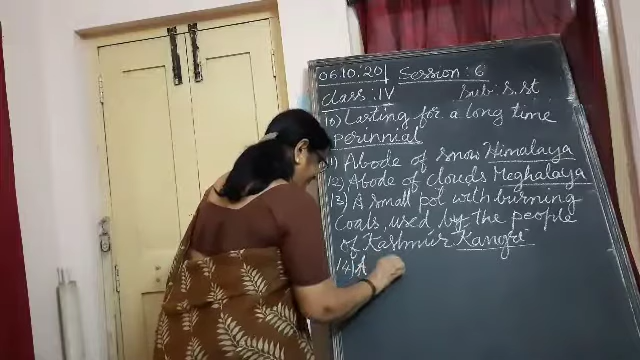 06.10.20 Session : 6
Class : IV Sub : S.St
10) Lasting for a long time
perinnial
11) Abode of snow Himalaya
12) Abode of clouds Meghalaya
13) A small pot with burning
Coals, used by the people
of Kashmir Kangri
14) A